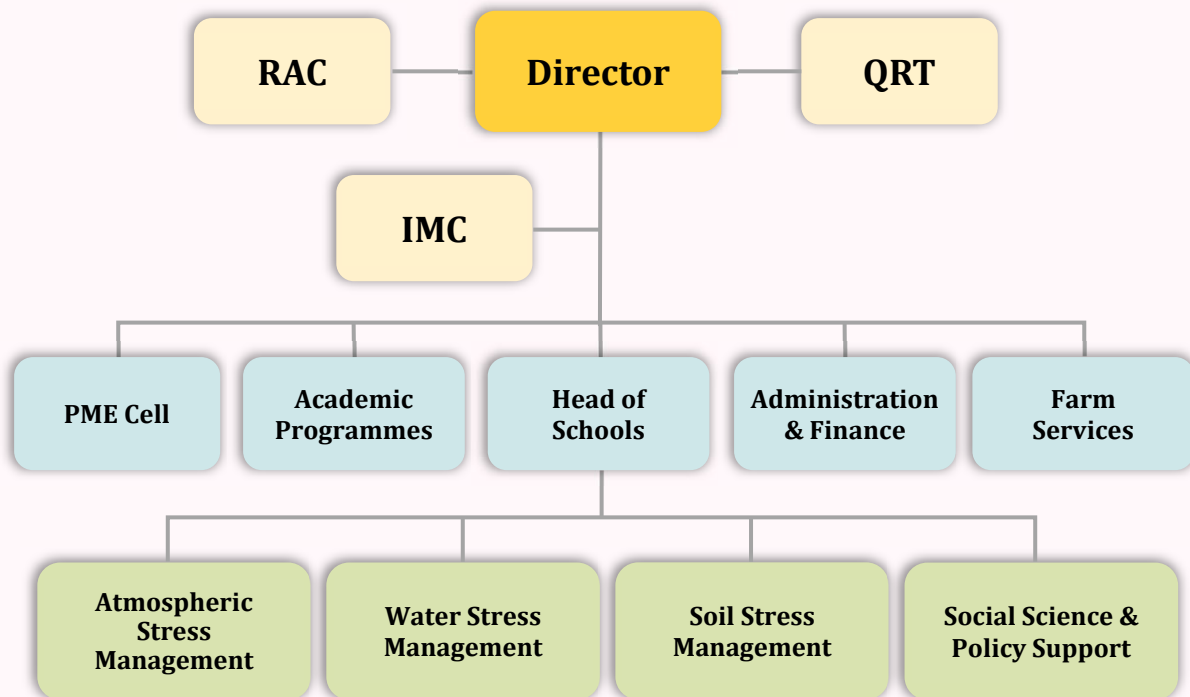 RAC
Director
QRT
IMC
PME Cell
Academic
Programmes
Head of
Schools
Administration
& Finance
Farm
Services
Atmospheric
Stress
Management
Water Stress
Management
Soil Stress
Management
Social Science &
Policy Support